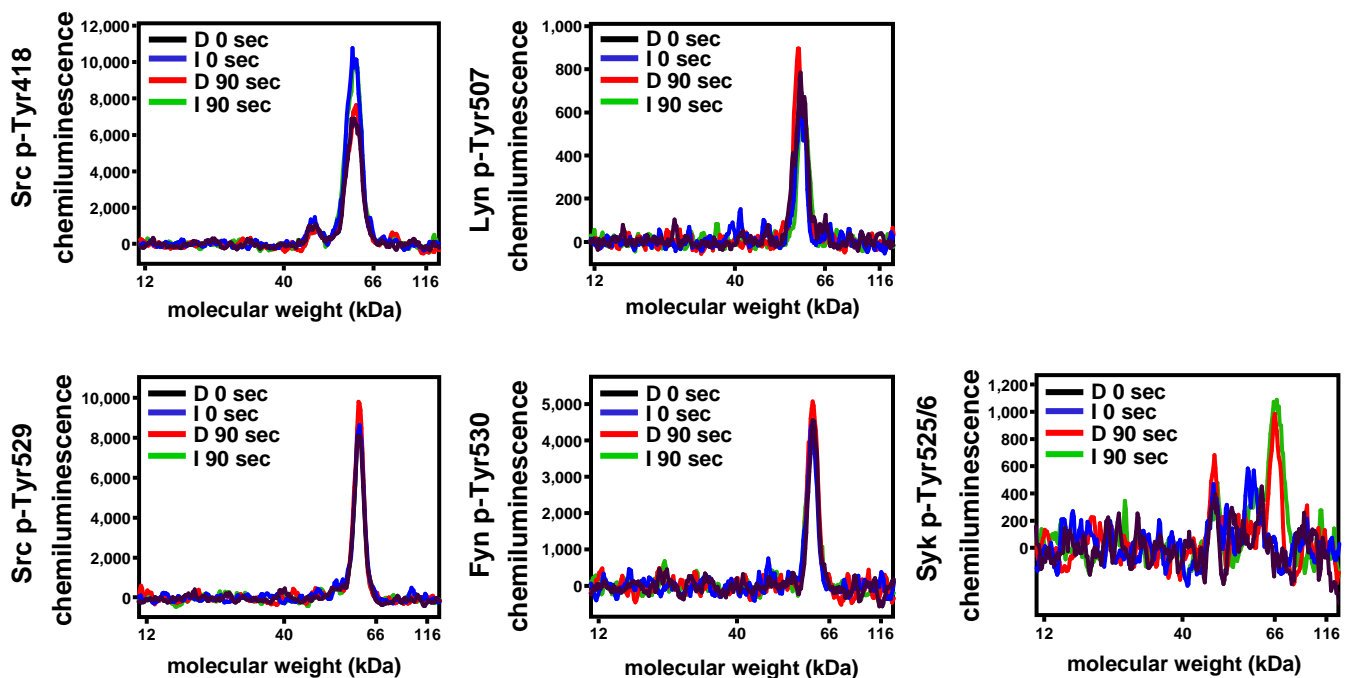 Src p-Tyr418
chemiluminescence
12,000
10,000
8,000
6,000
4,000
2,000
0
D 0 sec
I 0 sec
D 90 sec
I 90 sec
12
40
66
116
molecular weight (kDa)
Lyn p-Tyr507
chemiluminescence
1,000
800
600
400
200
0
D 0 sec
I 0 sec
D 90 sec
I 90 sec
12
40
66
116
molecular weight (kDa)
Src p-Tyr529
chemiluminescence
10,000
8,000
6,000
4,000
2,000
0
D 0 sec
I 0 sec
D 90 sec
I 90 sec
12
40
66
116
molecular weight (kDa)
Fyn p-Tyr530
chemiluminescence
5,000
4,000
3,000
2,000
1,000
0
D 0 sec
I 0 sec
D 90 sec
I 90 sec
12
40
66
116
molecular weight (kDa)
Syk p-Tyr525/6
chemiluminescence
1,200
1,000
800
600
400
200
0
D 0 sec
I 0 sec
D 90 sec
I 90 sec
12
40
66
116
molecular weight (kDa)